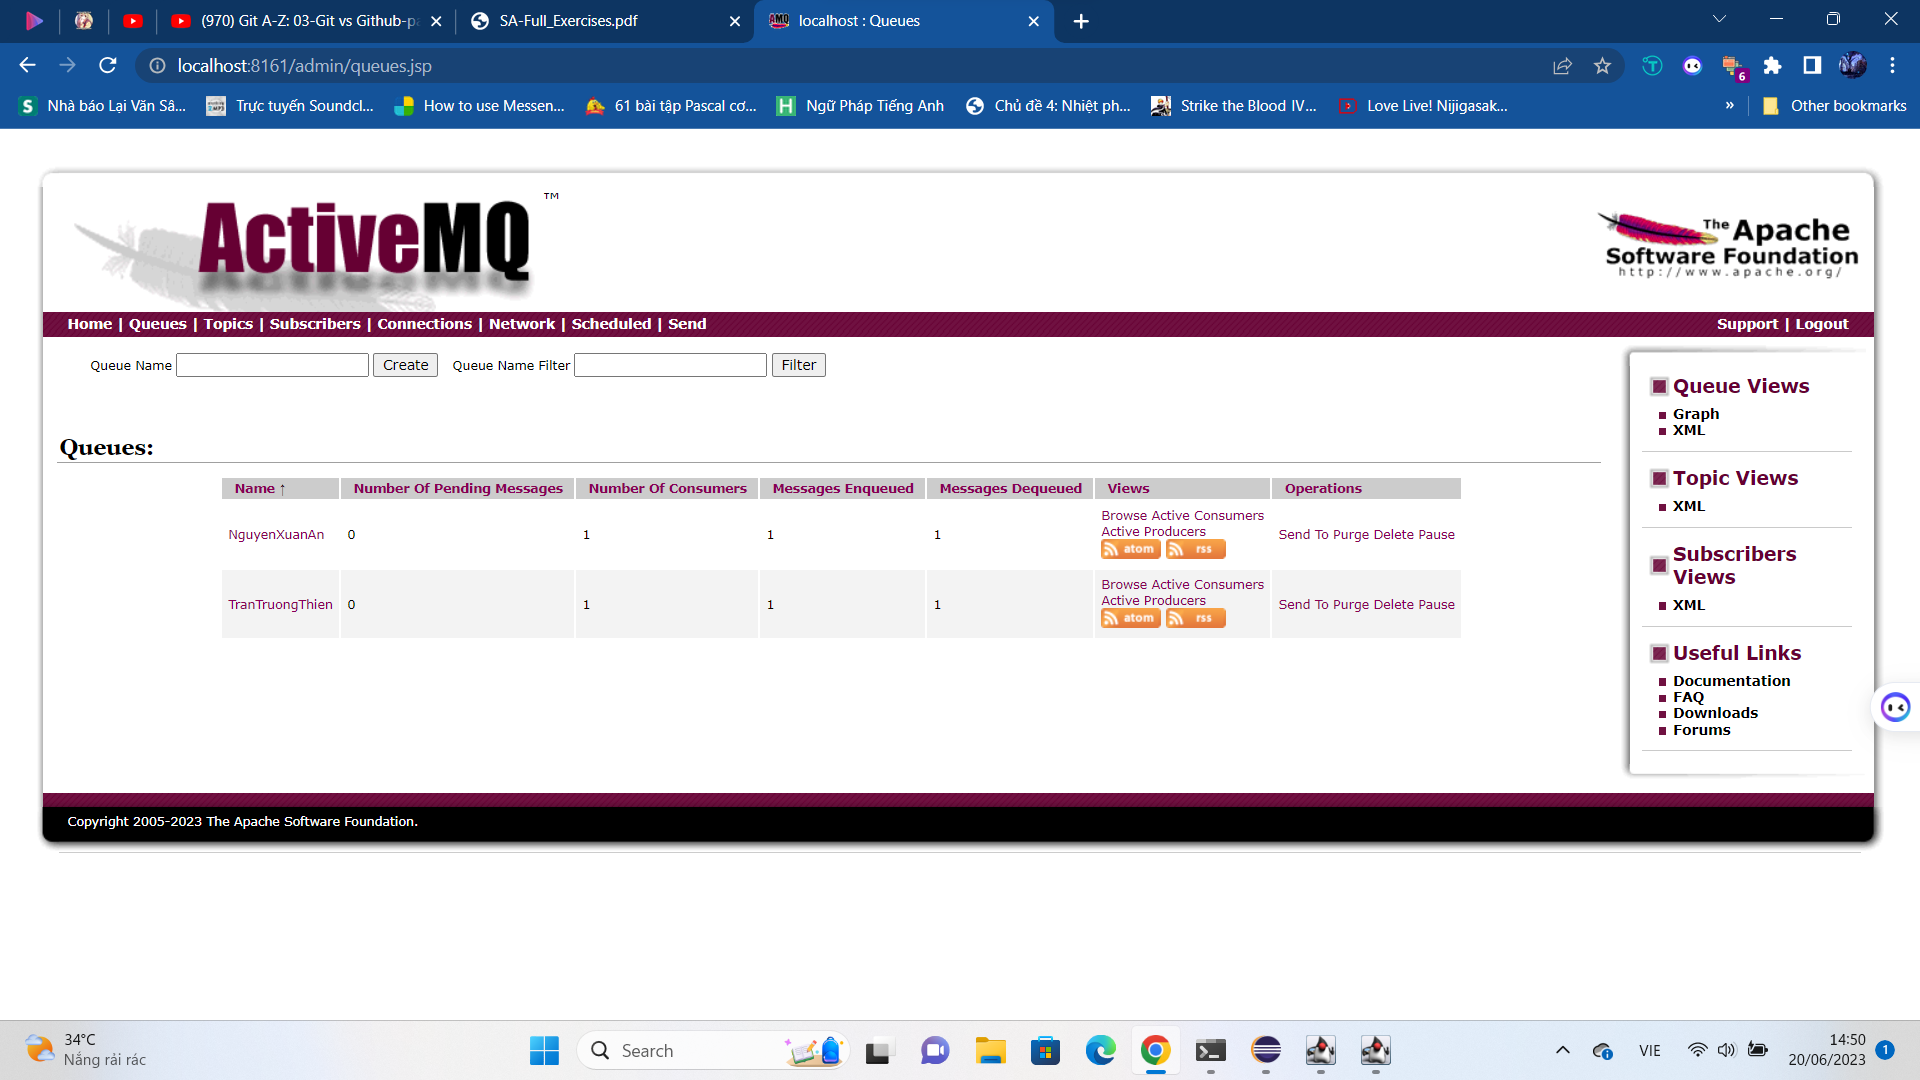 (970) Git A-Z: 03-Git vs Github-pa
SA-Full_Exercises.pdf
localhost : Queues
localhost:8161/admin/queues.jsp
6
Nhà báo Lại Văn Sâ...
Trực tuyến Soundcl...
How to use Messen...
61 bài tập Pascal cơ...
Ngữ Pháp Tiếng Anh
Chủ đề 4: Nhiệt ph...
Strike the Blood IV...
Love Live! Nijigasak...
»
Other bookmarks
ActiveMQ ™
The Apache
Software Foundation
http://www.apache.org/
Home | Queues | Topics | Subscribers | Connections | Network | Scheduled | Send
Support | Logout
Queue Name
Create
Queue Name Filter
Filter
Queues:
Name ↑ Number Of Pending Messages Number Of Consumers Messages Enqueued Messages Dequeued Views Operations
NguyenXuanAn 0 1 1 1
Browse Active Consumers
Active Producers
atom rss
Send To Purge Delete Pause
TranTruongThien 0 1 1 1
Browse Active Consumers
Active Producers
atom rss
Send To Purge Delete Pause
Queue Views
Graph
XML
Topic Views
XML
Subscribers
Views
XML
Useful Links
Documentation
FAQ
Downloads
Forums
Copyright 2005-2023 The Apache Software Foundation.
34°C
Nắng rải rác
Search
VIE
14:50
20/06/2023
1